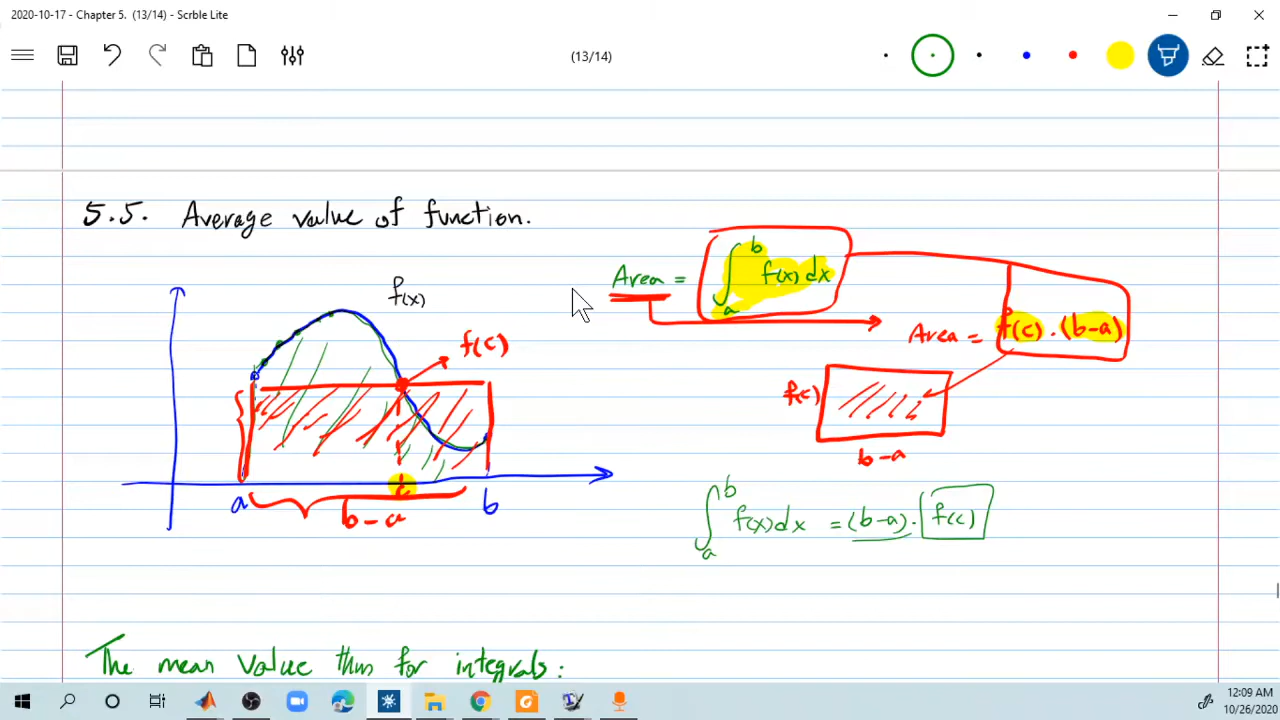 2020-10-17 - Chapter 5. (13/14) - Scrble Lite
(13/14)
5.5. Average value of function.
f(x)
f(c)
a
c
b
b-a
Area = ∫_a^b f(x) dx
Area = f(c) · (b-a)
f(c)
b-a
∫_a^b f(x) dx = (b-a) · f(c)
The mean value thm for integrals:
12:09 AM
10/26/2020